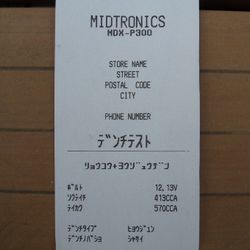 MIDTRONICS
MDX-P300
STORE NAME
STREET
POSTAL CODE
CITY
PHONE NUMBER
デンチテスト
リョウコウ+ヨウジュウデン
ボルト 12.13V
ソクテイチ 413CCA
テイカク 570CCA
デンチタイプ ヒョウジュン
デンチノバショ シャサイ